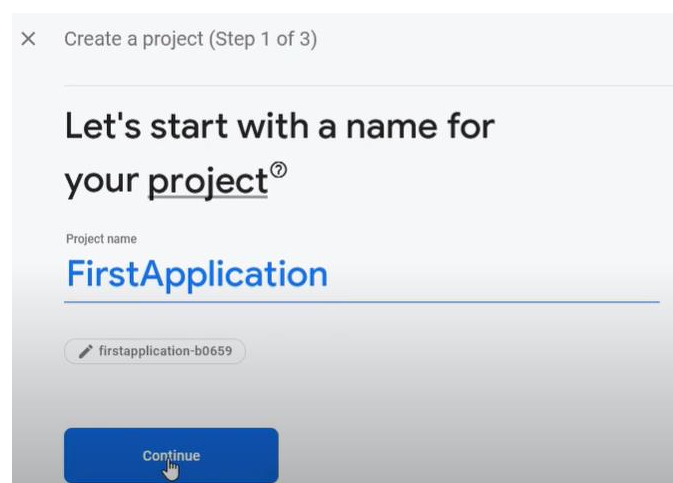 Create a project (Step 1 of 3)
Let's start with a name for
your project
Project name
FirstApplication
firstapplication-b0659
Continue